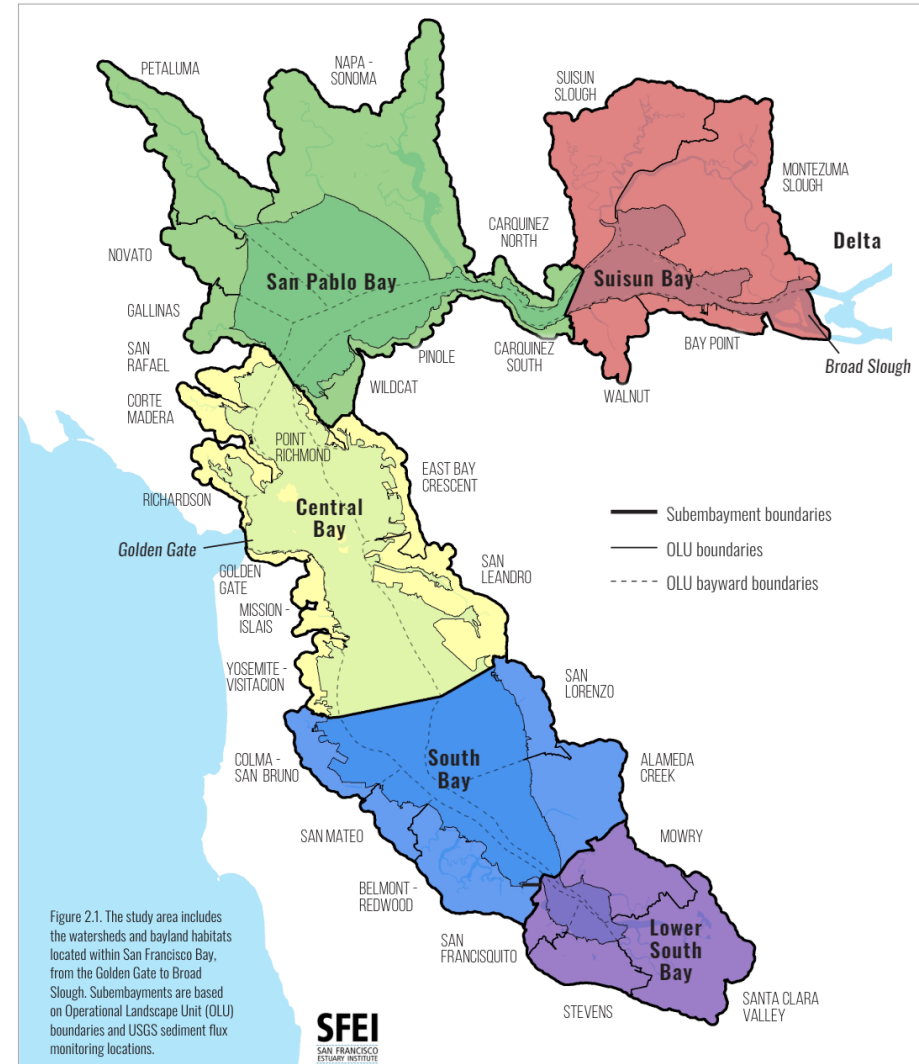 PETALUMA
NAPA -
SONOMA
SUISUN
SLOUGH
MONTEZUMA
SLOUGH
Delta
CARQUINEZ
NORTH
NOVATO
San Pablo Bay
Suisun Bay
GALLINAS
SAN
RAFAEL
PINOLE
CARQUINEZ
SOUTH
BAY POINT
Broad Slough
WILDCAT
WALNUT
CORTE
MADERA
POINT
RICHMOND
EAST BAY
CRESCENT
RICHARDSON
Central
Bay
Golden Gate
GOLDEN
GATE
SAN
LEANDRO
Subembayment boundaries
OLU boundaries
OLU bayward boundaries
MISSION -
ISLAIS
YOSEMITE -
VISITACION
SAN
LORENZO
COLMA -
SAN BRUNO
South
Bay
ALAMEDA
CREEK
SAN MATEO
MOWRY
BELMONT -
REDWOOD
Lower
South
Bay
SAN
FRANCISQUITO
STEVENS
SANTA CLARA
VALLEY
Figure 2.1. The study area includes
the watersheds and bayland habitats
located within San Francisco Bay,
from the Golden Gate to Broad
Slough. Subembayments are based
on Operational Landscape Unit (OLU)
boundaries and USGS sediment flux
monitoring locations.
SFEI
SAN FRANCISCO
ESTUARY INSTITUTE